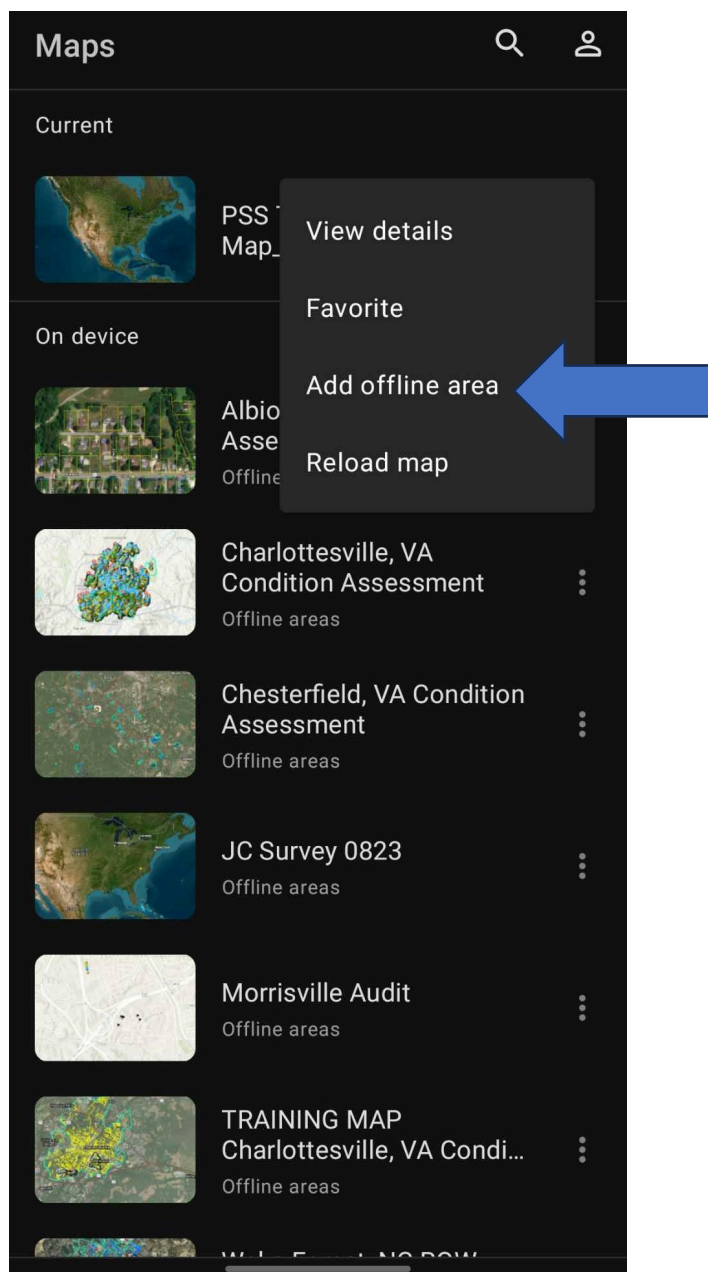 Maps
Current
PSS
Map_
View details
Favorite
Add offline area
Reload map
On device
Albio
Asse
Offline
Charlottesville, VA
Condition Assessment
Offline areas
Chesterfield, VA Condition
Assessment
Offline areas
JC Survey 0823
Offline areas
Morrisville Audit
Offline areas
TRAINING MAP
Charlottesville, VA Condi...
Offline areas